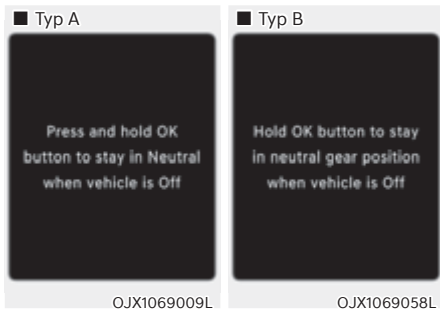 ■ Typ A
Press and hold OK
button to stay in Neutral
when vehicle is Off
OJX1069009L
■ Typ B
Hold OK button to stay
in neutral gear position
when vehicle is Off
OJX1069058L